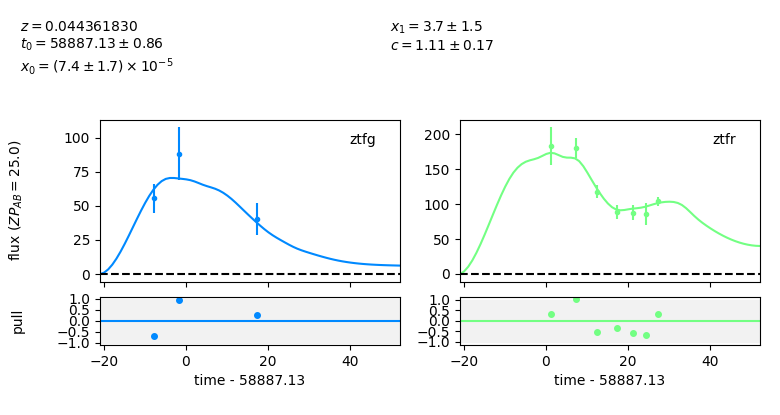 z = 0.044361830
t₀ = 58887.13 ± 0.86
x₀ = (7.4 ± 1.7) × 10⁻⁵
x₁ = 3.7 ± 1.5
c = 1.11 ± 0.17
flux (ZP_AB = 25.0)
100
75
50
25
0
ztfg
200
150
100
50
0
ztfr
pull
1.0
0.5
0.0
−0.5
−1.0
−20 0 20 40
time - 58887.13
1.0
0.5
0.0
−0.5
−1.0
−20 0 20 40
time - 58887.13